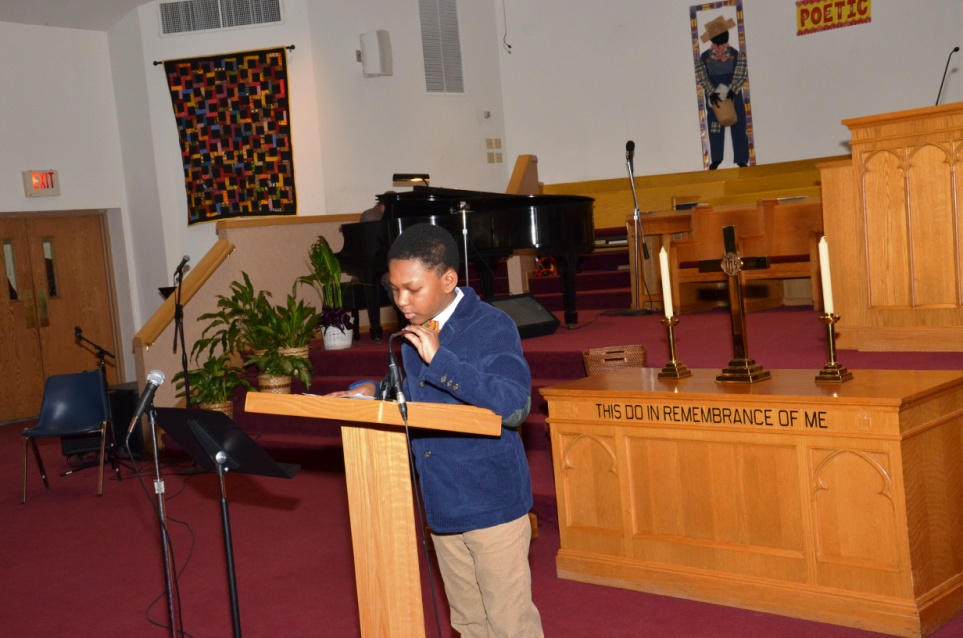 POETIC
EXIT
THIS DO IN REMEMBRANCE OF ME